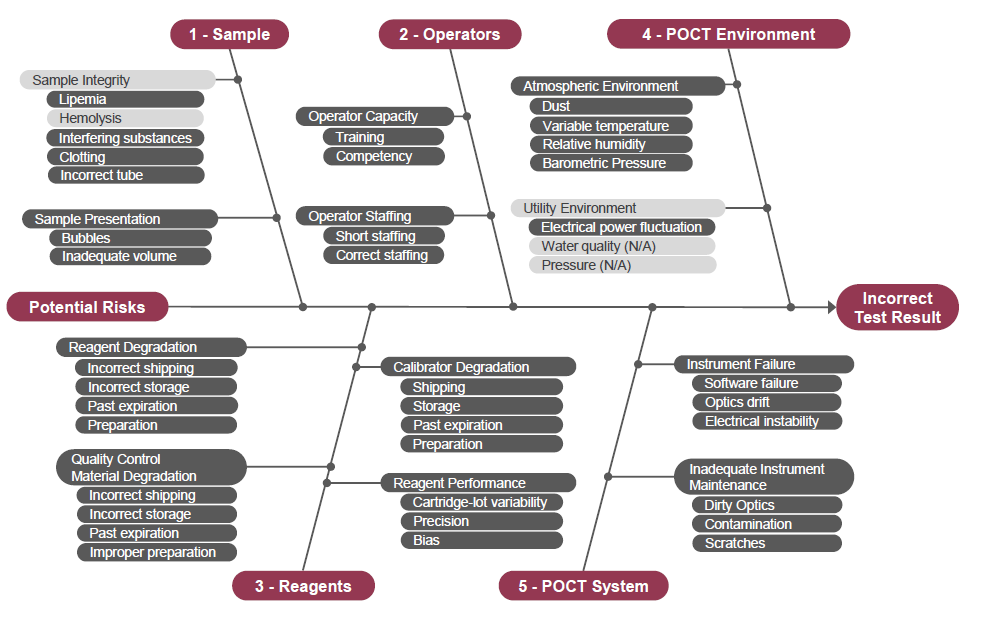 1 - Sample
Sample Integrity
Lipemia
Hemolysis
Interfering substances
Clotting
Incorrect tube
Sample Presentation
Bubbles
Inadequate volume
2 - Operators
Operator Capacity
Training
Competency
Operator Staffing
Short staffing
Correct staffing
4 - POCT Environment
Atmospheric Environment
Dust
Variable temperature
Relative humidity
Barometric Pressure
Utility Environment
Electrical power fluctuation
Water quality (N/A)
Pressure (N/A)
Potential Risks
Incorrect
Test Result
Reagent Degradation
Incorrect shipping
Incorrect storage
Past expiration
Preparation
Quality Control
Material Degradation
Incorrect shipping
Incorrect storage
Past expiration
Improper preparation
Calibrator Degradation
Shipping
Storage
Past expiration
Preparation
Reagent Performance
Cartridge-lot variability
Precision
Bias
3 - Reagents
Instrument Failure
Software failure
Optics drift
Electrical instability
Inadequate Instrument
Maintenance
Dirty Optics
Contamination
Scratches
5 - POCT System